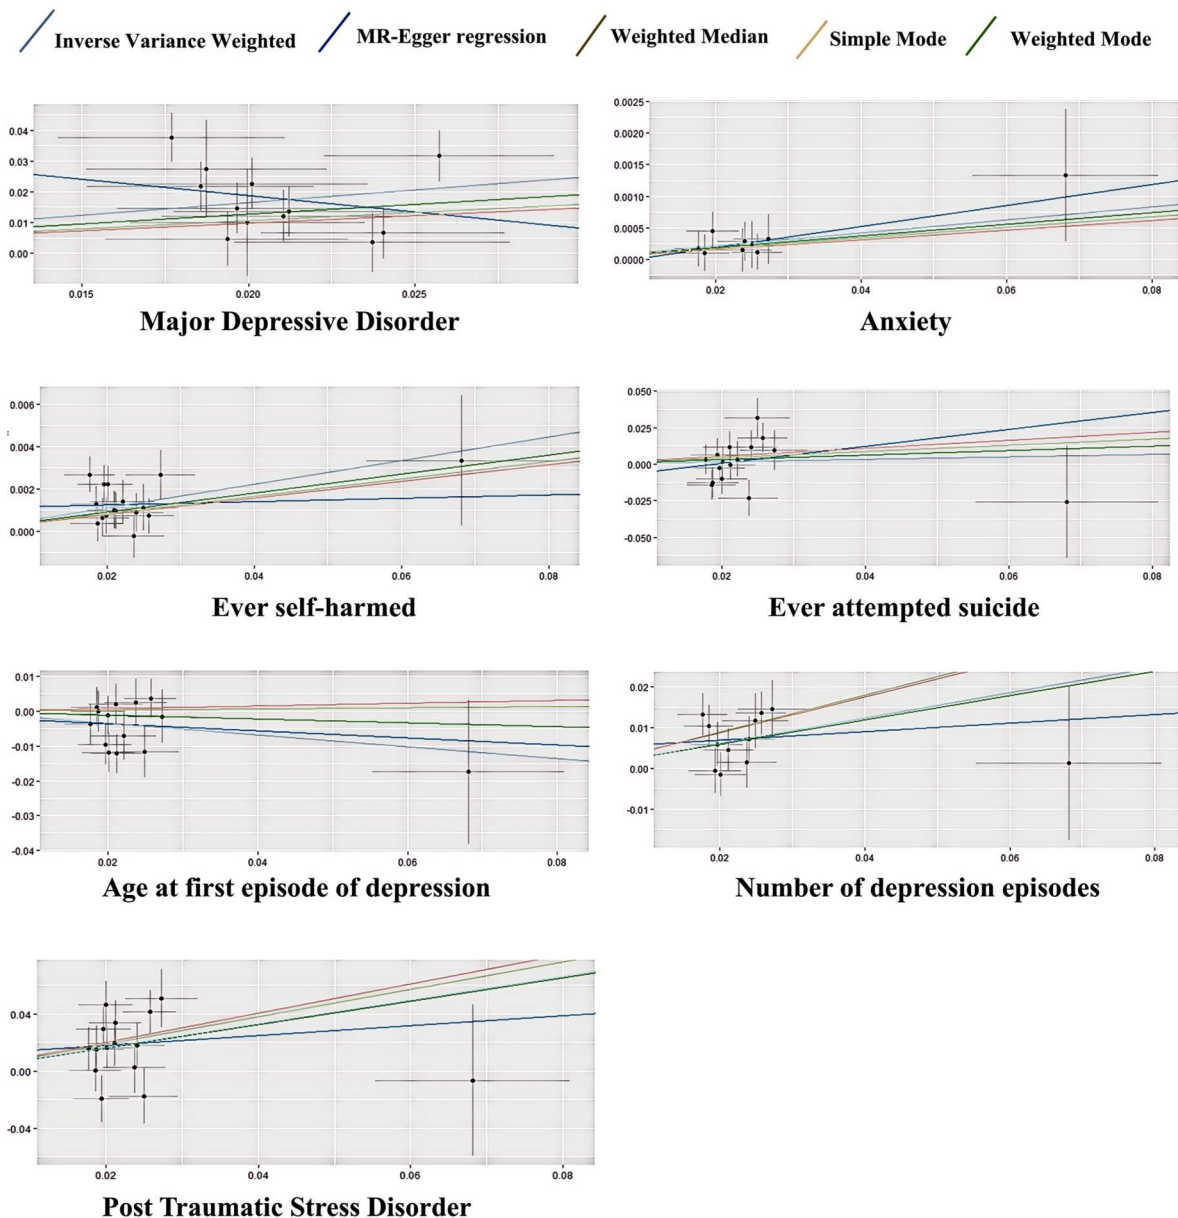 Inverse Variance Weighted MR-Egger regression Weighted Median Simple Mode Weighted Mode
0.04
0.03
0.02
0.01
0.00
0.015 0.020 0.025
Major Depressive Disorder
0.0025
0.0020
0.0015
0.0010
0.0005
0.0000
0.02 0.04 0.06 0.08
Anxiety
0.006
0.004
0.002
0.000
0.02 0.04 0.06 0.08
Ever self-harmed
0.050
0.025
0.000
-0.025
-0.050
0.02 0.04 0.06 0.08
Ever attempted suicide
0.01
0.00
-0.01
-0.02
-0.03
-0.04
0.02 0.04 0.06 0.08
Age at first episode of depression
0.02
0.01
0.00
-0.01
0.02 0.04 0.06 0.08
Number of depression episodes
0.04
0.00
-0.04
0.02 0.04 0.06 0.08
Post Traumatic Stress Disorder